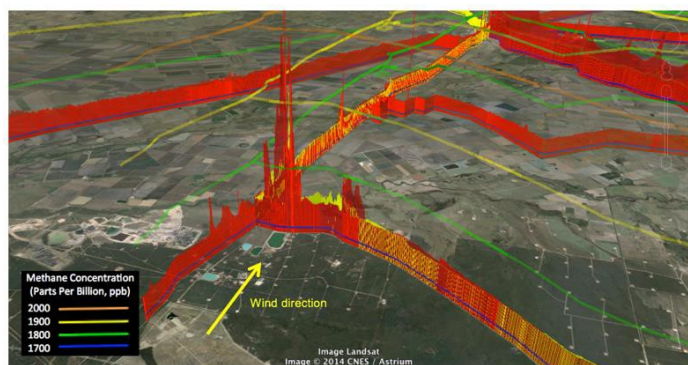 Wind direction
Methane Concentration
(Parts Per Billion, ppb)
2000
1900
1800
1700
Image Landsat
Image © 2014 CNES / Astrium